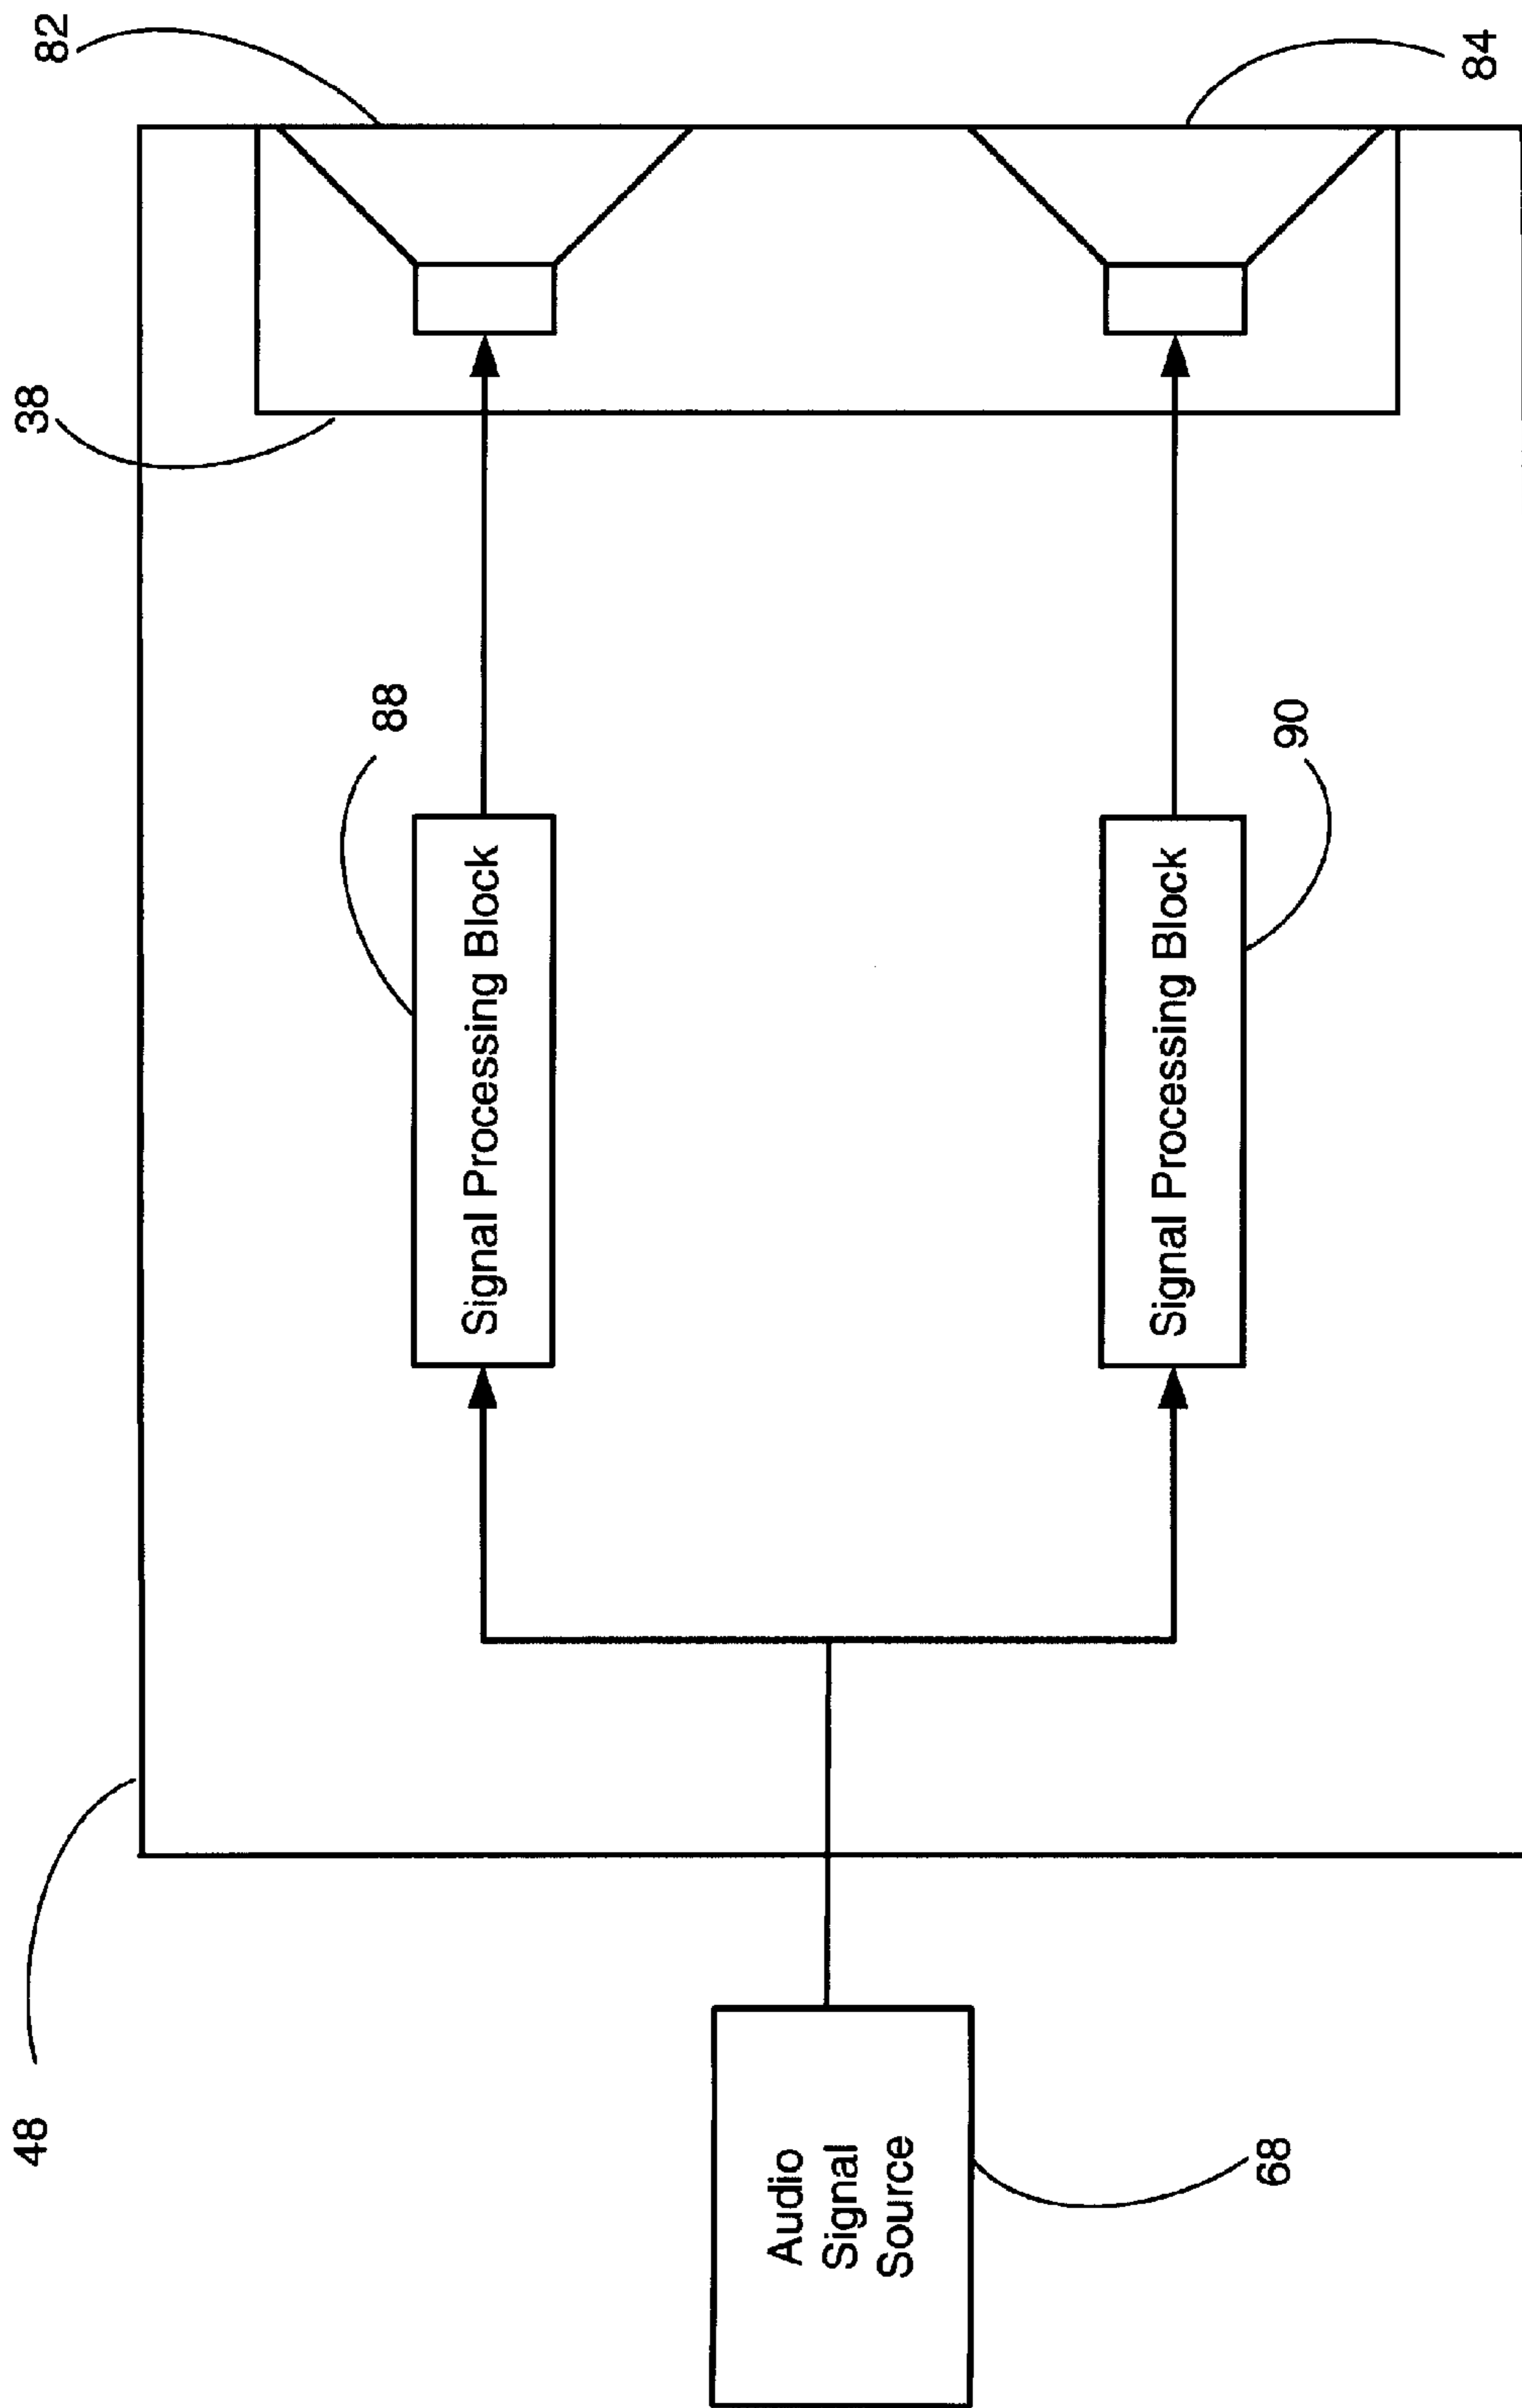 48
38
82
88
Signal Processing Block
Audio
Signal
Source
Signal Processing Block
68
90
84